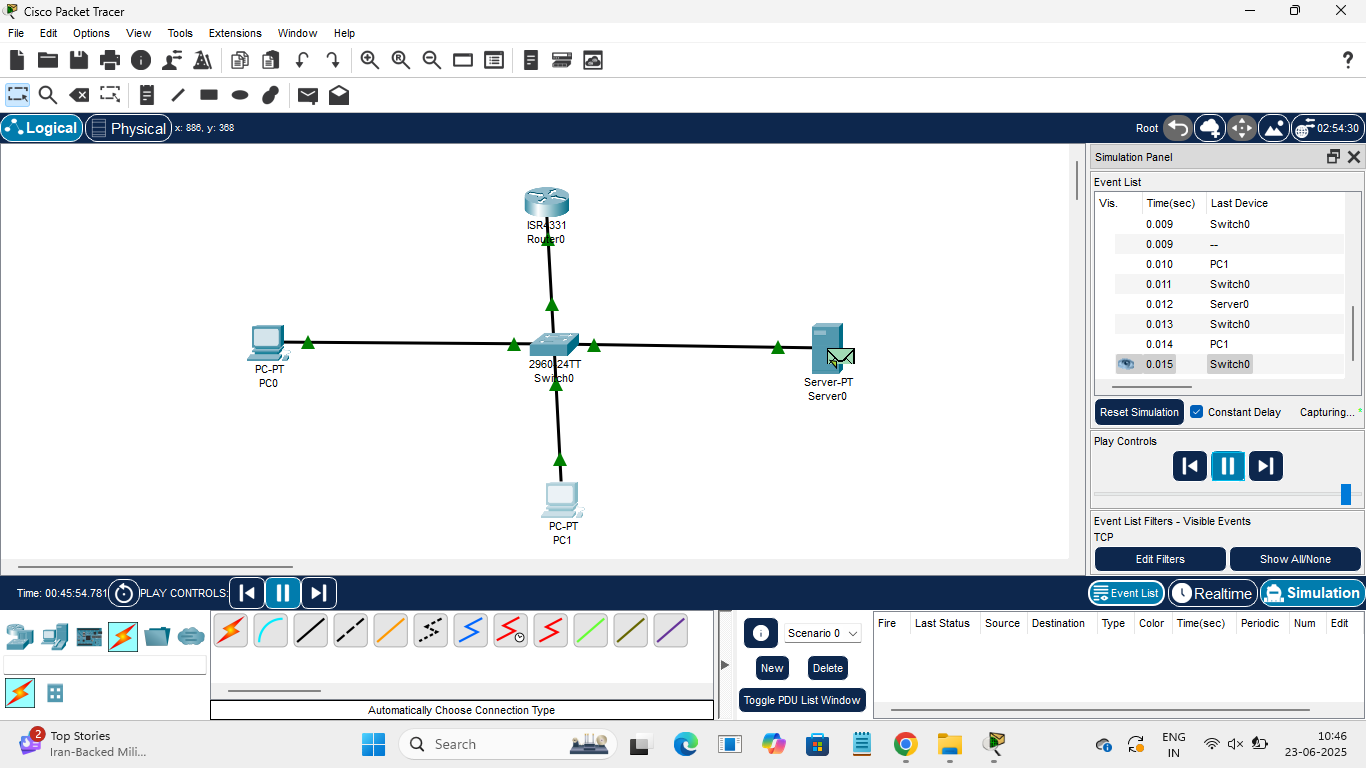 Cisco Packet Tracer
File Edit Options View Tools Extensions Window Help
Logical Physical x: 886, y: 368 Root 02:54:30
ISR4331
Router0
PC-PT
PC0
2960-24TT
Switch0
Server-PT
Server0
PC-PT
PC1
Simulation Panel
Event List
Vis. Time(sec) Last Device
0.009 Switch0
0.009 --
0.010 PC1
0.011 Switch0
0.012 Server0
0.013 Switch0
0.014 PC1
0.015 Switch0
Reset Simulation Constant Delay Capturing... *
Play Controls
Event List Filters - Visible Events
TCP
Edit Filters Show All/None
Time: 00:45:54.781 PLAY CONTROLS: Event List Realtime Simulation
Automatically Choose Connection Type
Scenario 0
New Delete
Toggle PDU List Window
Fire Last Status Source Destination Type Color Time(sec) Periodic Num Edit
2
Top Stories
Iran-Backed Mili...
Search
ENG
IN
10:46
23-06-2025